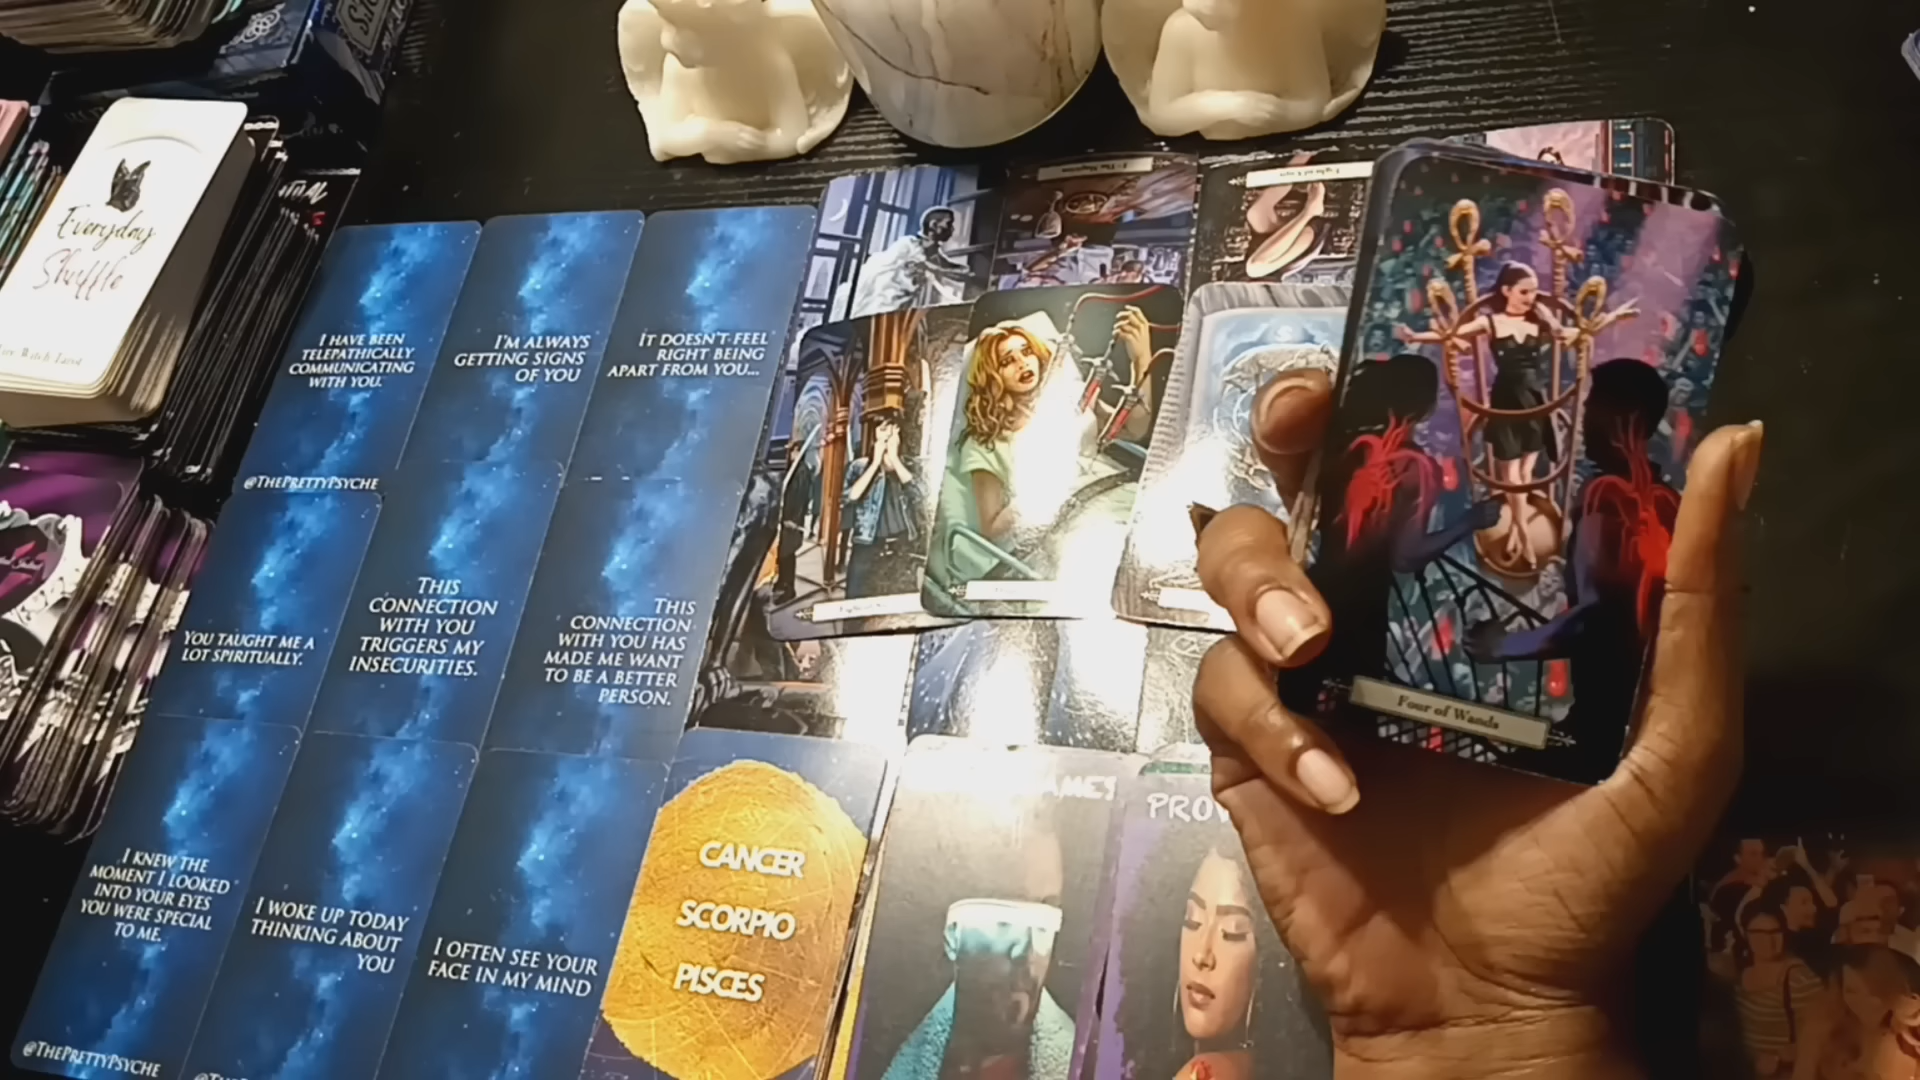 Everyday
Shuffle
I HAVE BEEN
TELEPATHICALLY
COMMUNICATING
WITH YOU.
@THEPRETTYPSYCHE
I'M ALWAYS
GETTING SIGNS
OF YOU
IT DOESN'T FEEL
RIGHT BEING
APART FROM YOU...
YOU TAUGHT ME A
LOT SPIRITUALLY.
THIS
CONNECTION
WITH YOU
TRIGGERS MY
INSECURITIES.
THIS
CONNECTION
WITH YOU HAS
MADE ME WANT
TO BE A BETTER
PERSON.
I KNEW THE
MOMENT I LOOKED
INTO YOUR EYES
YOU WERE SPECIAL
TO ME.
@THEPRETTYPSYCHE
I WOKE UP TODAY
THINKING ABOUT
YOU
I OFTEN SEE YOUR
FACE IN MY MIND
CANCER
SCORPIO
PISCES
Four of Wands